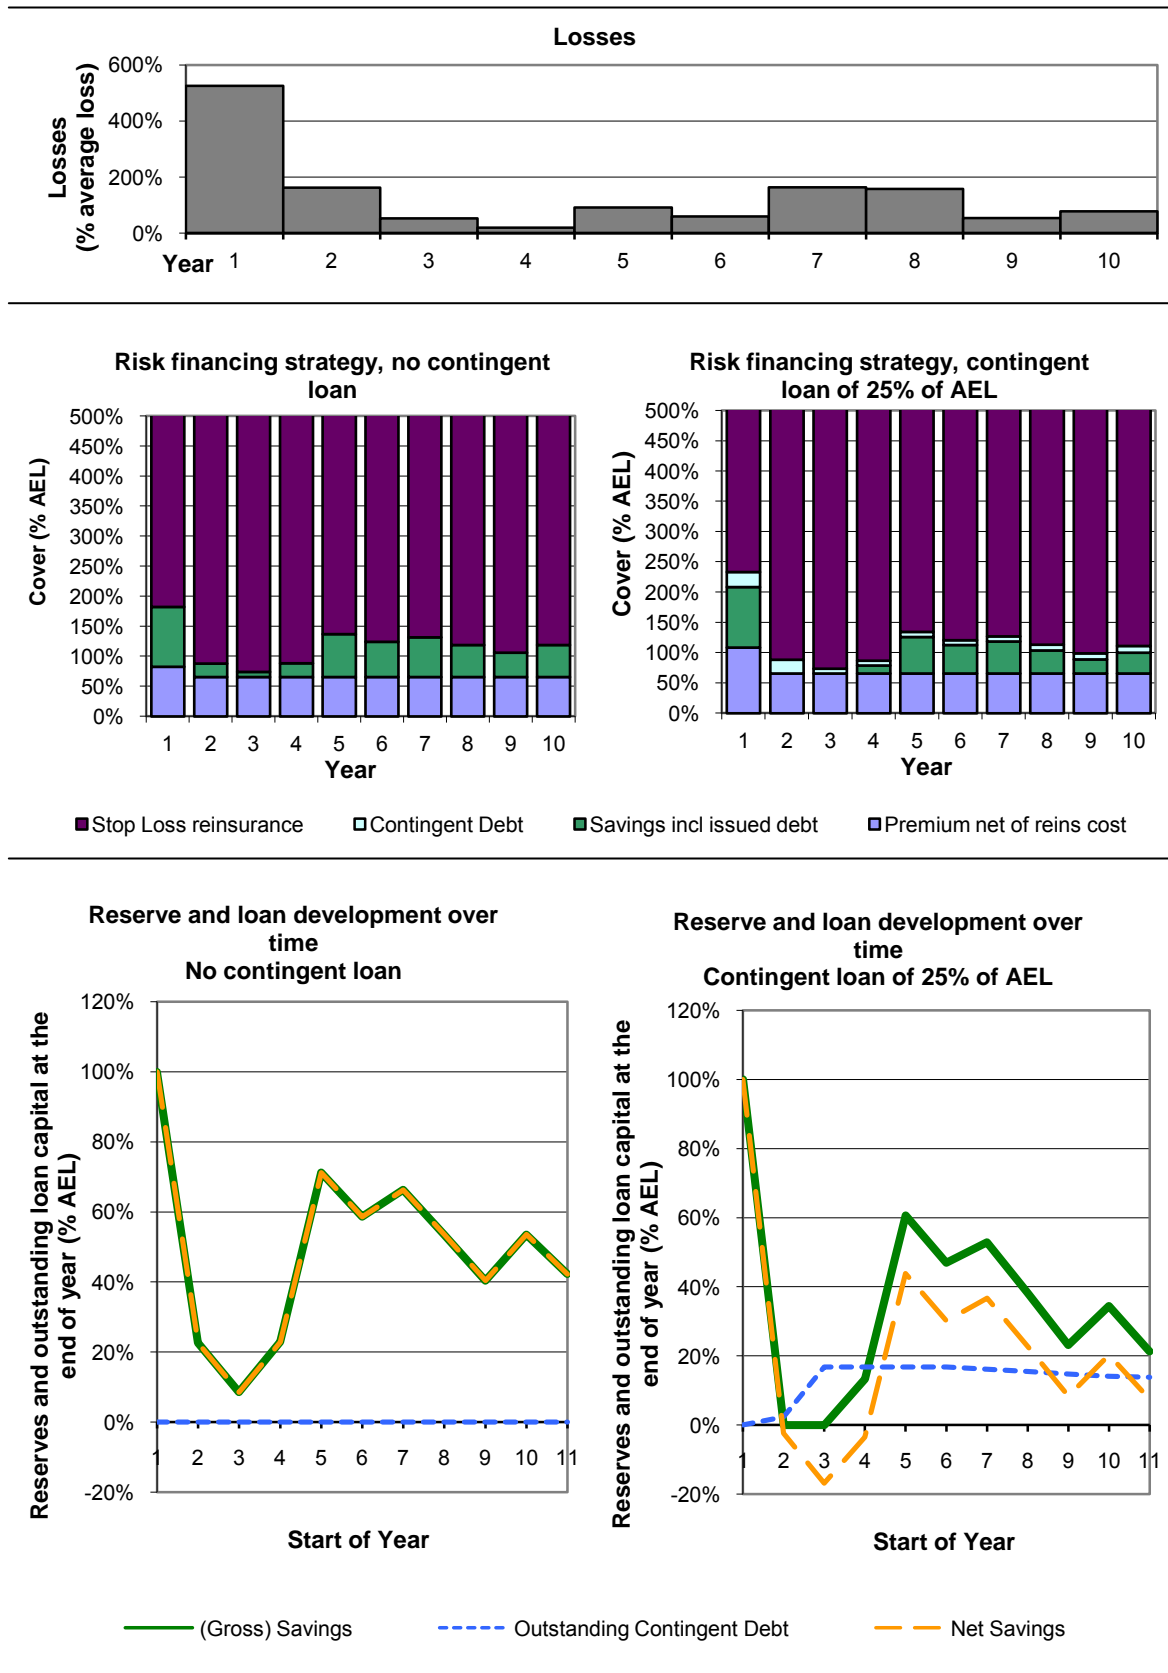 Losses
Losses
(% average loss)
600%
400%
200%
0%
Year 1 2 3 4 5 6 7 8 9 10
Risk financing strategy, no contingent
loan
Cover (% AEL)
500%
450%
400%
350%
300%
250%
200%
150%
100%
50%
0%
1 2 3 4 5 6 7 8 9 10
Year
Risk financing strategy, contingent
loan of 25% of AEL
Cover (% AEL)
500%
450%
400%
350%
300%
250%
200%
150%
100%
50%
0%
1 2 3 4 5 6 7 8 9 10
Year
Stop Loss reinsurance Contingent Debt Savings incl issued debt Premium net of reins cost
Reserve and loan development over
time
No contingent loan
Reserves and outstanding loan capital at the
end of year (% AEL)
120%
100%
80%
60%
40%
20%
0%
-20%
1 2 3 4 5 6 7 8 9 10 11
Start of Year
Reserve and loan development over
time
Contingent loan of 25% of AEL
Reserves and outstanding loan capital at the
end of year (% AEL)
120%
100%
80%
60%
40%
20%
0%
-20%
1 2 3 4 5 6 7 8 9 10 11
Start of Year
(Gross) Savings Outstanding Contingent Debt Net Savings